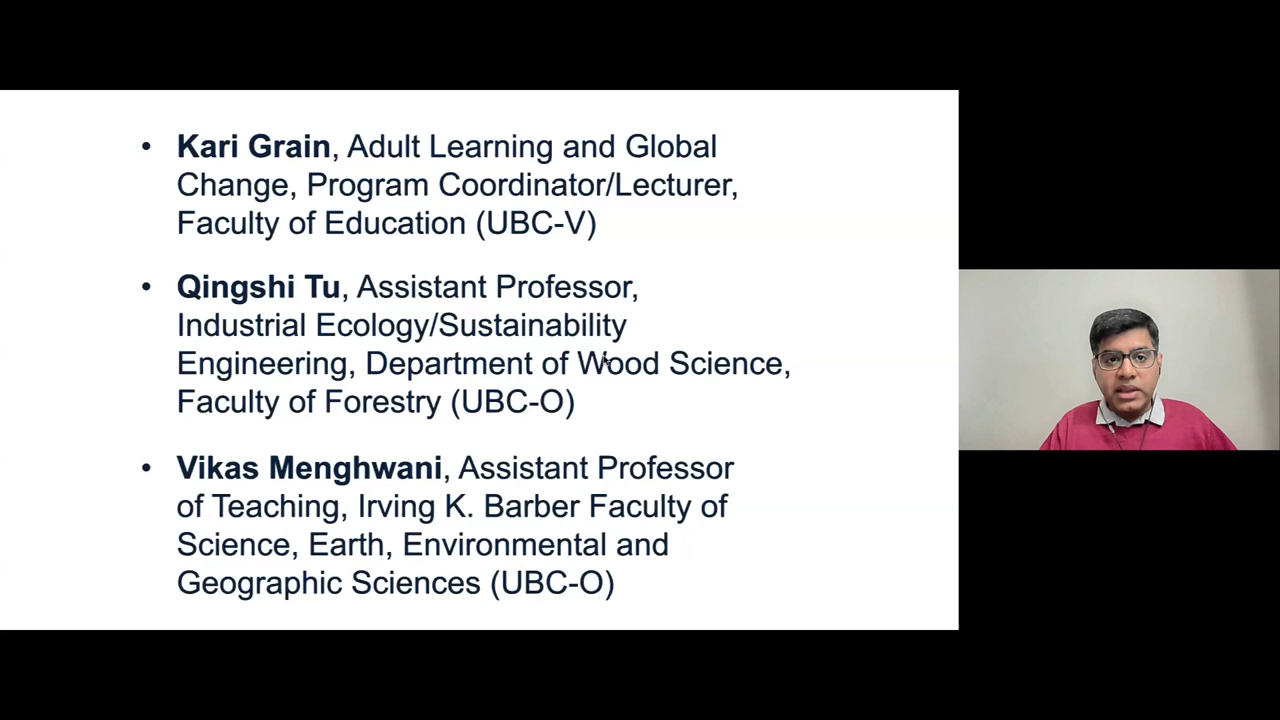 • Kari Grain, Adult Learning and Global
Change, Program Coordinator/Lecturer,
Faculty of Education (UBC-V)
• Qingshi Tu, Assistant Professor,
Industrial Ecology/Sustainability
Engineering, Department of Wood Science,
Faculty of Forestry (UBC-O)
• Vikas Menghwani, Assistant Professor
of Teaching, Irving K. Barber Faculty of
Science, Earth, Environmental and
Geographic Sciences (UBC-O)